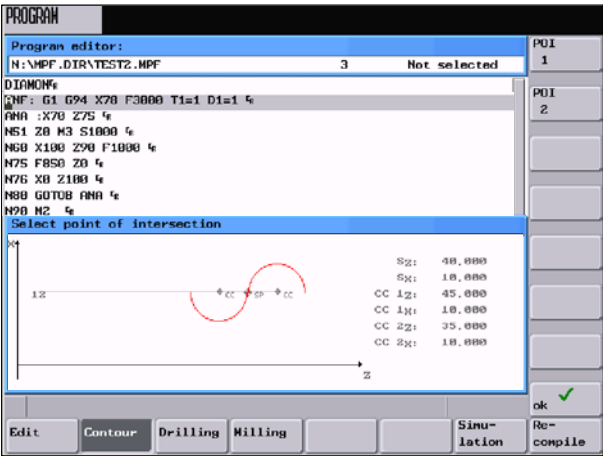 PROGRAM
Program editor:
N:\MPF.DIR\TEST2.MPF 3 Not selected
DIAMON
ANF: G1 G94 X70 F3000 T1=1 D1=1
ANA :X70 Z75
N51 Z0 M3 S1000
N60 X100 Z90 F1000
N75 F850 Z0
N76 X0 Z100
N80 GOTOB ANA
N90 M2
Select point of intersection
X
12
CC SP CC
Z
SZ: 40.000
SX: 10.000
CC 1Z: 45.000
CC 1X: 10.000
CC 2Z: 35.000
CC 2X: 10.000
POI
1
POI
2
ok
Edit Contour Drilling Milling Simu-
lation Re-
compile